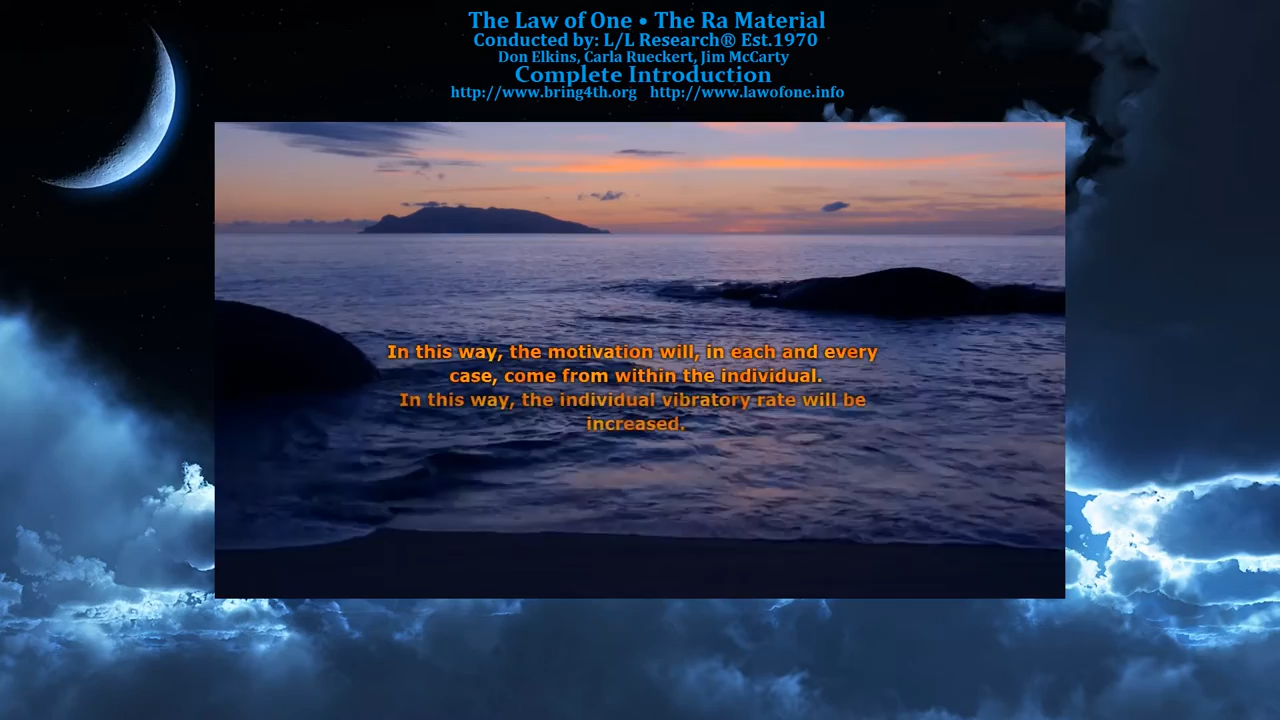 The Law of One • The Ra Material
Conducted by: L/L Research® Est.1970
Don Elkins, Carla Rueckert, Jim McCarty
Complete Introduction
http://www.bring4th.org http://www.lawofone.info
In this way, the motivation will, in each and every
case, come from within the individual.
In this way, the individual vibratory rate will be
increased.